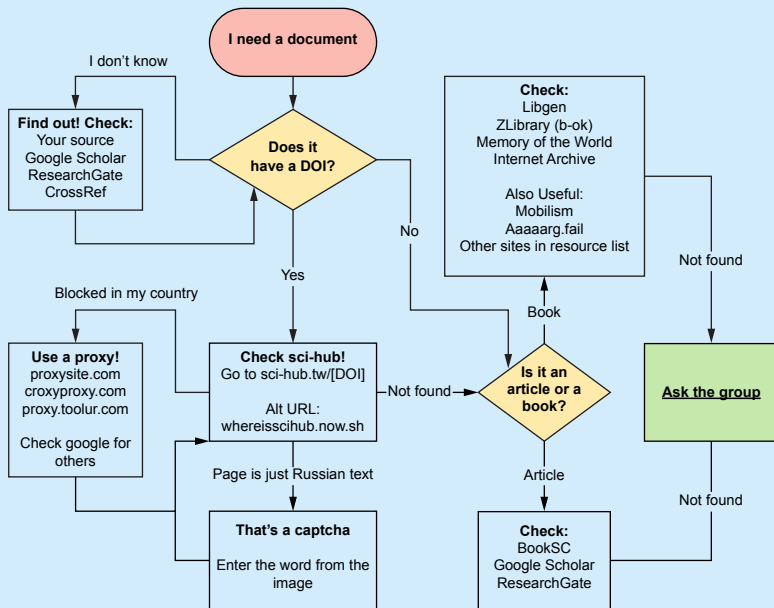 I need a document
I don't know
Find out! Check:
Your source
Google Scholar
ResearchGate
CrossRef
Does it
have a DOI?
No
Yes
Check:
Libgen
ZLibrary (b-ok)
Memory of the World
Internet Archive
Also Useful:
Mobilism
Aaaaarg.fail
Other sites in resource list
Not found
Blocked in my country
Use a proxy!
proxysite.com
croxyproxy.com
proxy.toolur.com
Check google for
others
Check sci-hub!
Go to sci-hub.tw/[DOI]
Alt URL:
whereisscihub.now.sh
Not found
Book
Is it an
article or a
book?
Ask the group
Page is just Russian text
Article
Not found
That's a captcha
Enter the word from the
image
Check:
BookSC
Google Scholar
ResearchGate